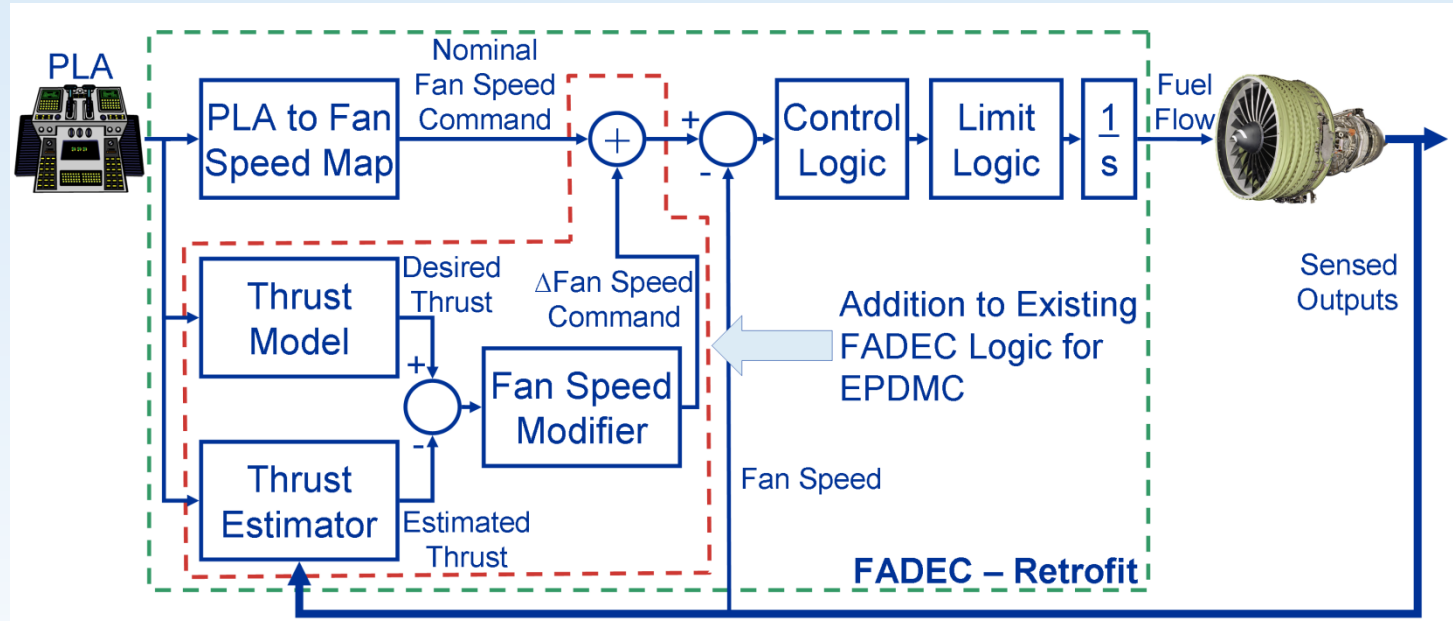 PLA
PLA to Fan
Speed Map
Nominal
Fan Speed
Command
+
+
-
Control
Logic
Limit
Logic
1
s
Fuel
Flow
Thrust
Model
Desired
Thrust
ΔFan Speed
Command
+
-
Fan Speed
Modifier
Thrust
Estimator
Estimated
Thrust
Addition to Existing
FADEC Logic for
EPDMC
Fan Speed
Sensed
Outputs
FADEC – Retrofit